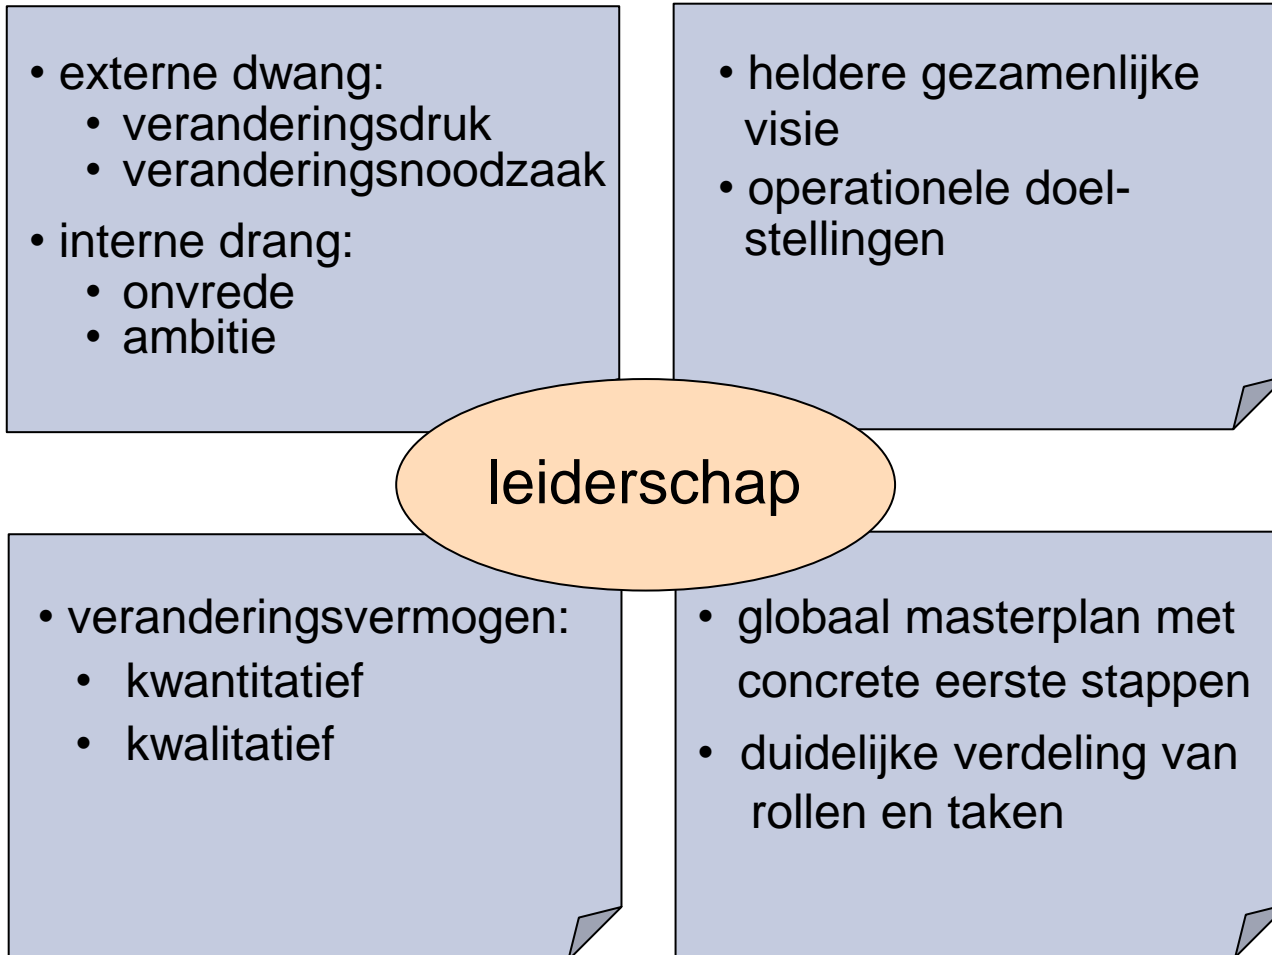 • externe dwang:
• veranderingsdruk
• veranderingsnoodzaak
• interne drang:
• onvrede
• ambitie
• heldere gezamenlijke
visie
• operationele doel-
stellingen
leiderschap
• veranderingsvermogen:
• kwantitatief
• kwalitatief
• globaal masterplan met
concrete eerste stappen
• duidelijke verdeling van
rollen en taken